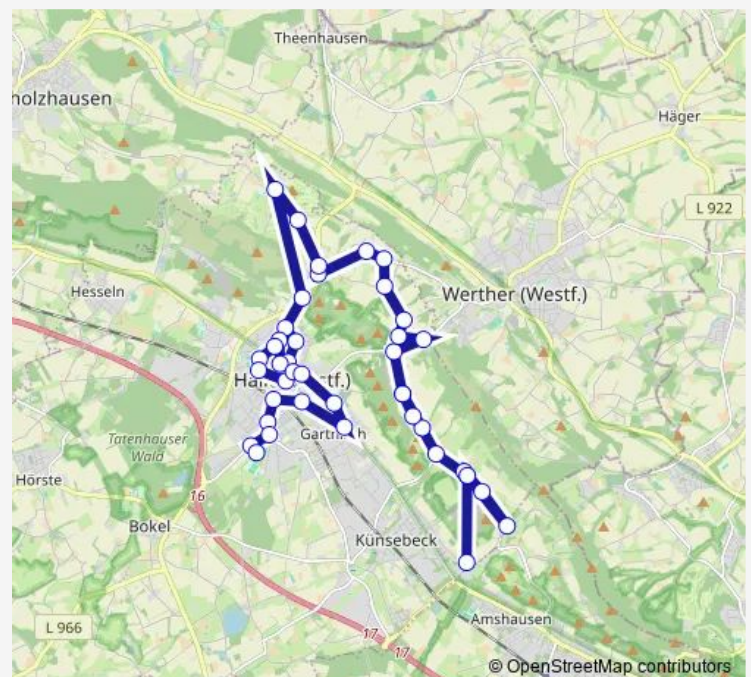 Theenhausen
holzhausen
Häger
L 922
Hesseln
Werther (Westf.)
Tatenhauser
Wald
Hörste
16
Bokel
Künsebeck
L 966
Amshausen
17
17
© OpenStreetMap contributors